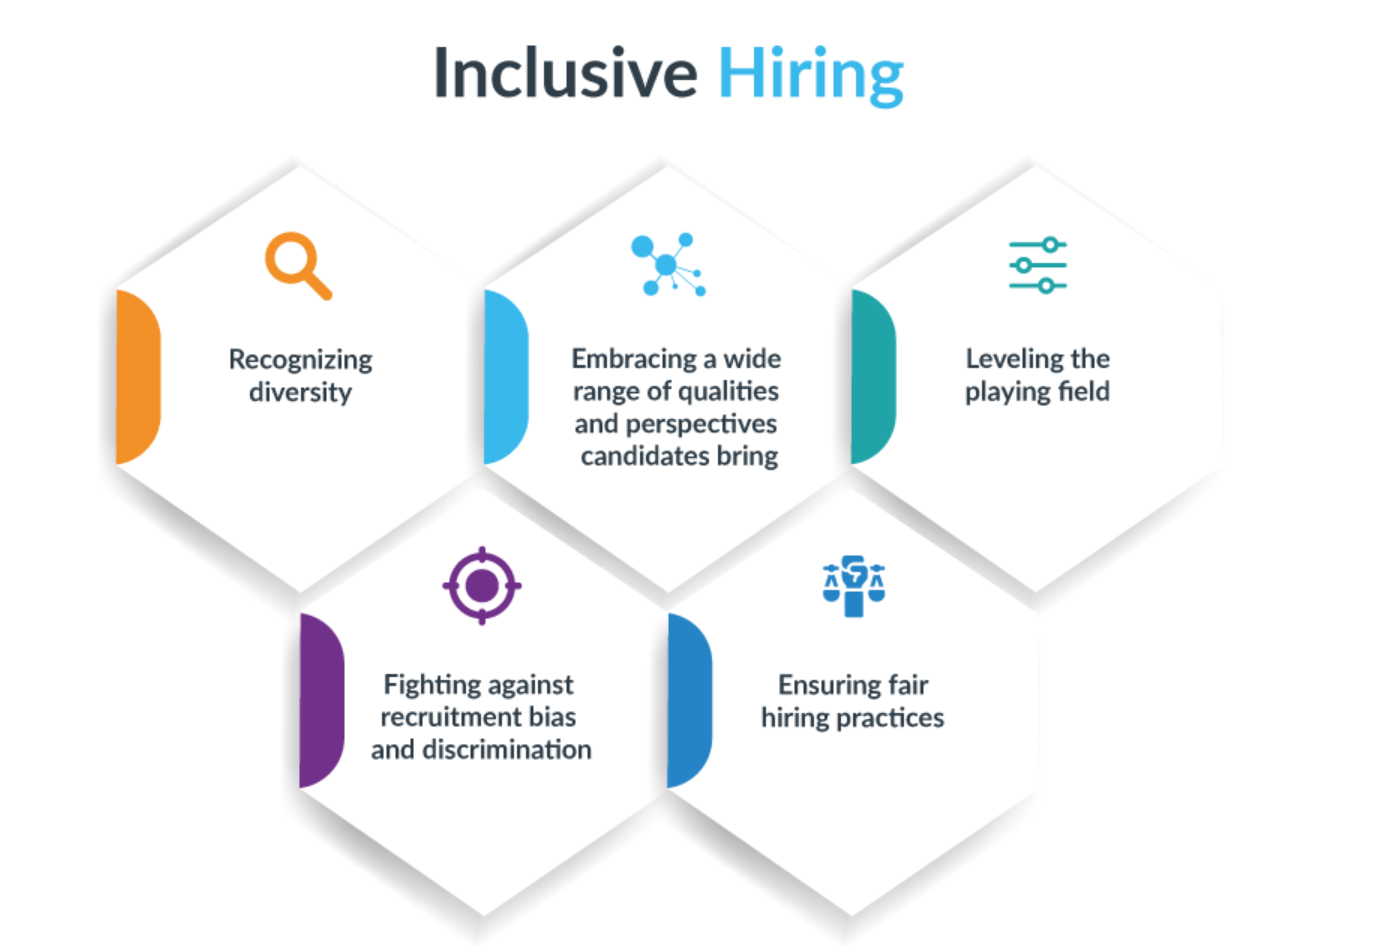 Inclusive Hiring
Recognizing
diversity
Embracing a wide
range of qualities
and perspectives
candidates bring
Leveling the
playing field
Fighting against
recruitment bias
and discrimination
Ensuring fair
hiring practices